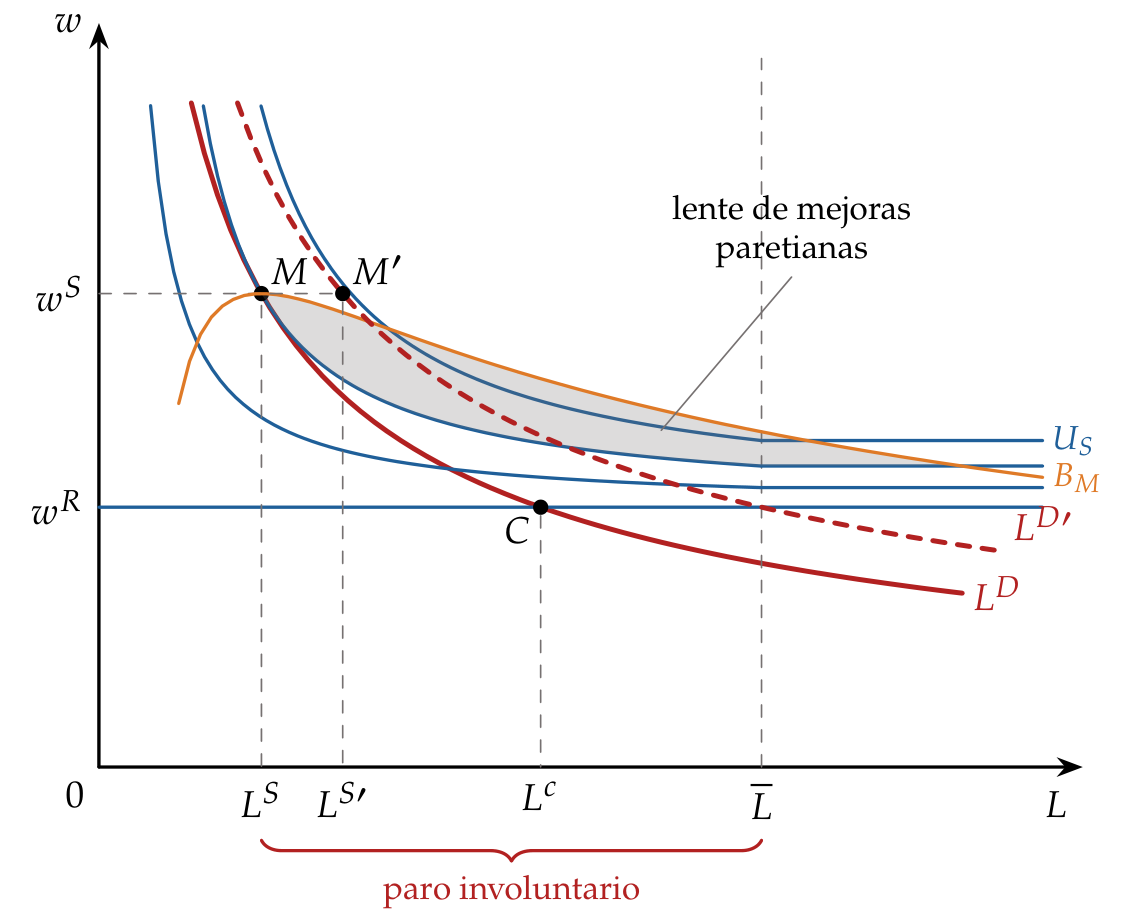 w
lente de mejoras
paretianas
M
M′
w^S
U_S
B_M
w^R
C
L^D′
L^D
0
L^S
L^S′
L^c
L̅
L
paro involuntario